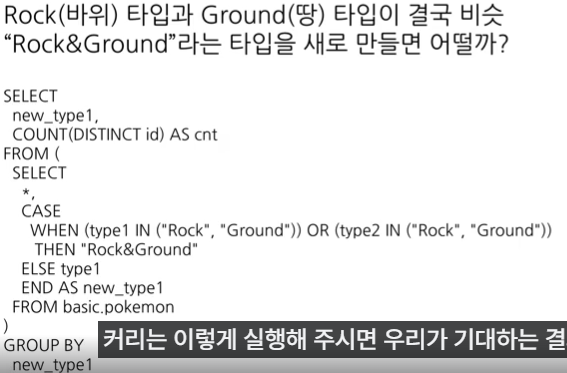 Rock(바위) 타입과 Ground(땅) 타입이 결국 비슷
“Rock&Ground”라는 타입을 새로 만들면 어떨까?
SELECT
new_type1,
COUNT(DISTINCT id) AS cnt
FROM (
SELECT
*,
CASE
WHEN (type1 IN ("Rock", "Ground")) OR (type2 IN ("Rock", "Ground"))
THEN "Rock&Ground"
ELSE type1
END AS new_type1
FROM basic.pokemon
)
GROUP BY
new_type1
커리는 이렇게 실행해 주시면 우리가 기대하는 결